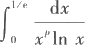 ∫₀^{1/e} dx / (x^p ln x)